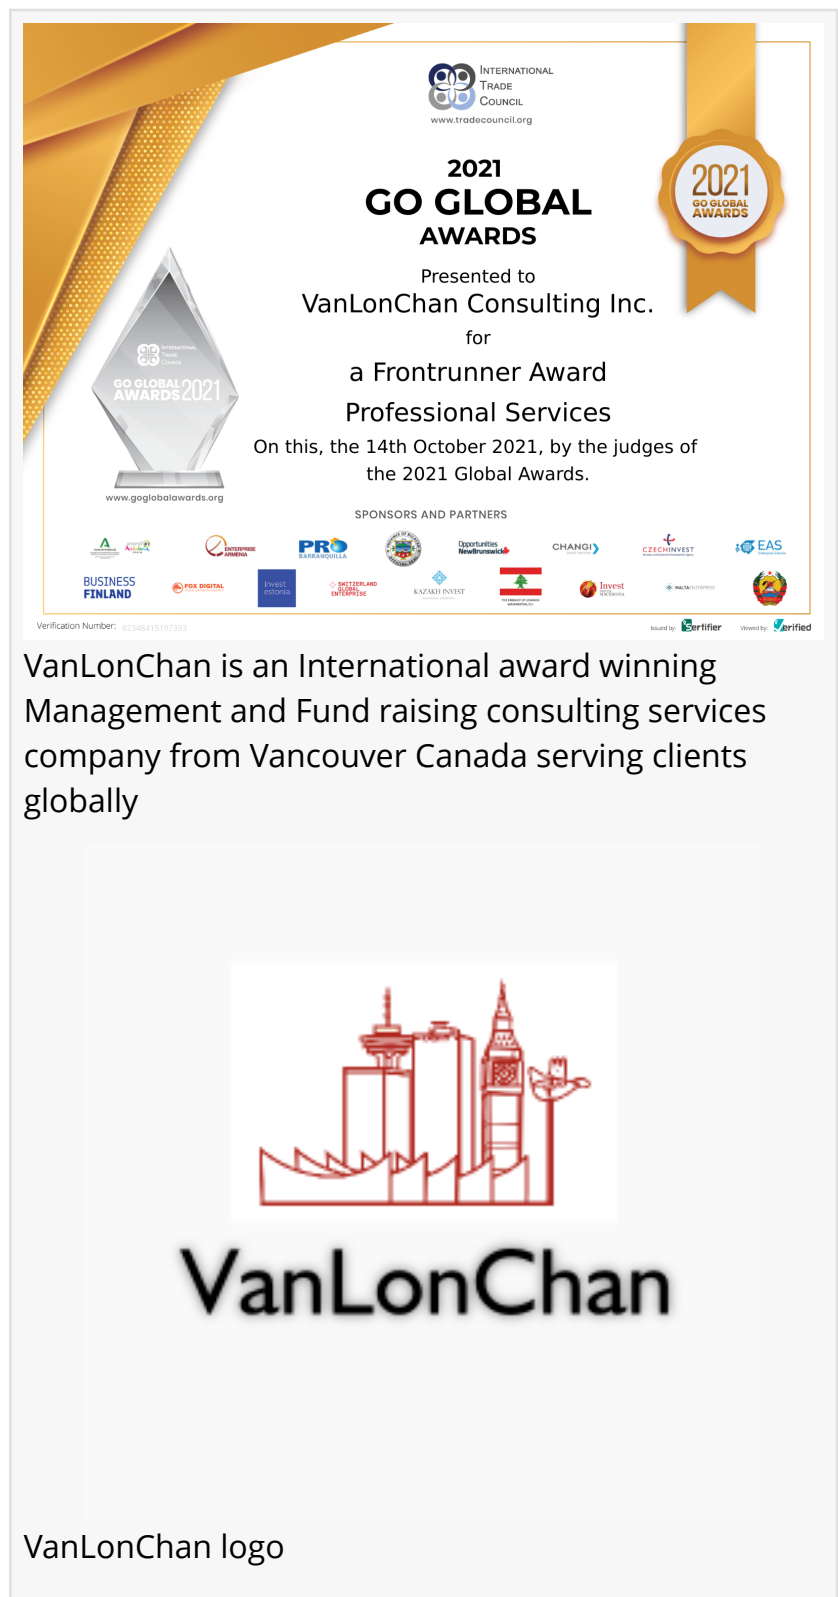 INTERNATIONAL
TRADE
COUNCIL
www.tradecouncil.org
2021
GO GLOBAL
AWARDS
2021
GO GLOBAL
AWARDS
Presented to
VanLonChan Consulting Inc.
for
a Frontrunner Award
Professional Services
On this, the 14th October 2021, by the judges of
the 2021 Global Awards.
INTERNATIONAL
TRADE
COUNCIL
GO GLOBAL
AWARDS 2021
www.goglobalawards.org
SPONSORS AND PARTNERS
ENTERPRISE
ARMENIA
PRO
BARRANQUILLA
Opportunities
NewBrunswick
CHANGI
CZECHINVEST
EAS
BUSINESS
FINLAND
FOX DIGITAL
invest
estonia
SWITZERLAND
GLOBAL
ENTERPRISE
KAZAKH INVEST
Invest
MALTAENTERPRISE
Verification Number: 82348415197393
Issued by: Sertifier
Viewed by: Verified
VanLonChan is an International award winning
Management and Fund raising consulting services
company from Vancouver Canada serving clients
globally
VanLonChan
VanLonChan logo